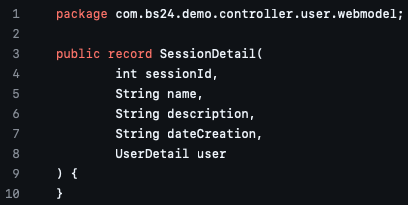 1 package com.bs24.demo.controller.user.webmodel;
2
3 public record SessionDetail(
4 int sessionId,
5 String name,
6 String description,
7 String dateCreation,
8 UserDetail user
9 ) {
10 }